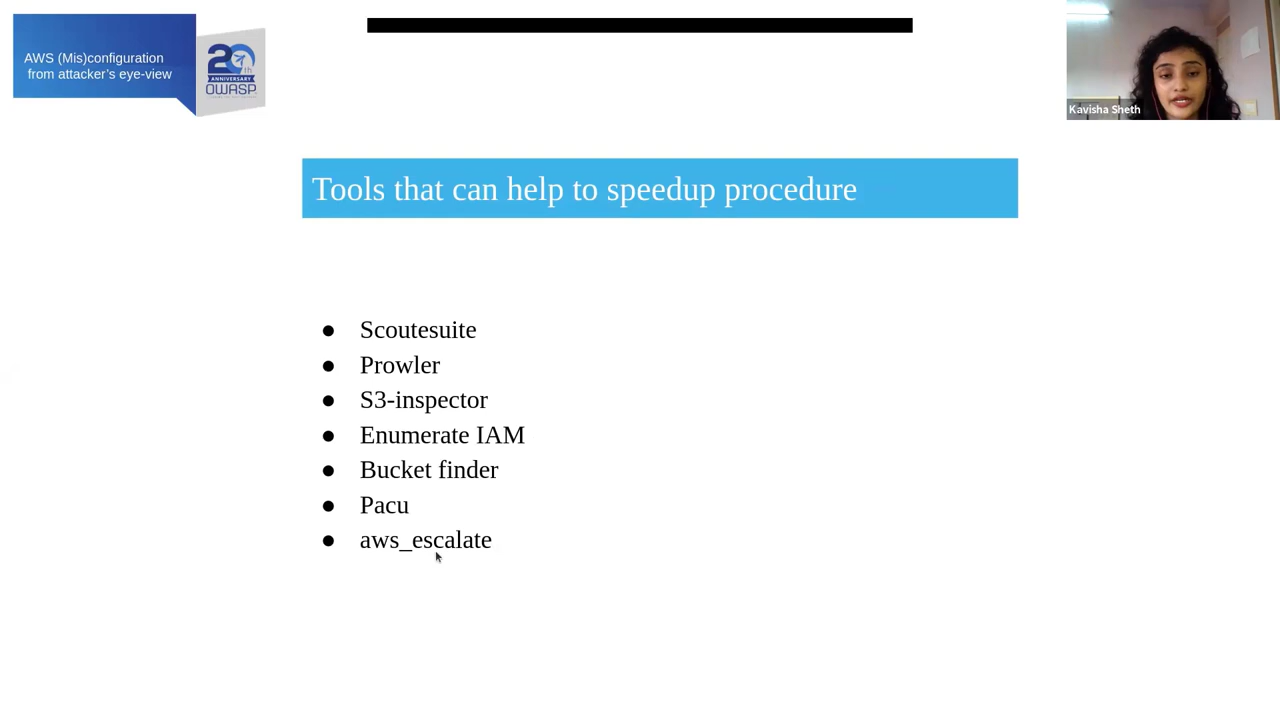 AWS (Mis)configuration
from attacker's eye-view
20th
ANNIVERSARY
OWASP
Kavisha Sheth
Tools that can help to speedup procedure
● Scoutesuite
● Prowler
● S3-inspector
● Enumerate IAM
● Bucket finder
● Pacu
● aws_escalate